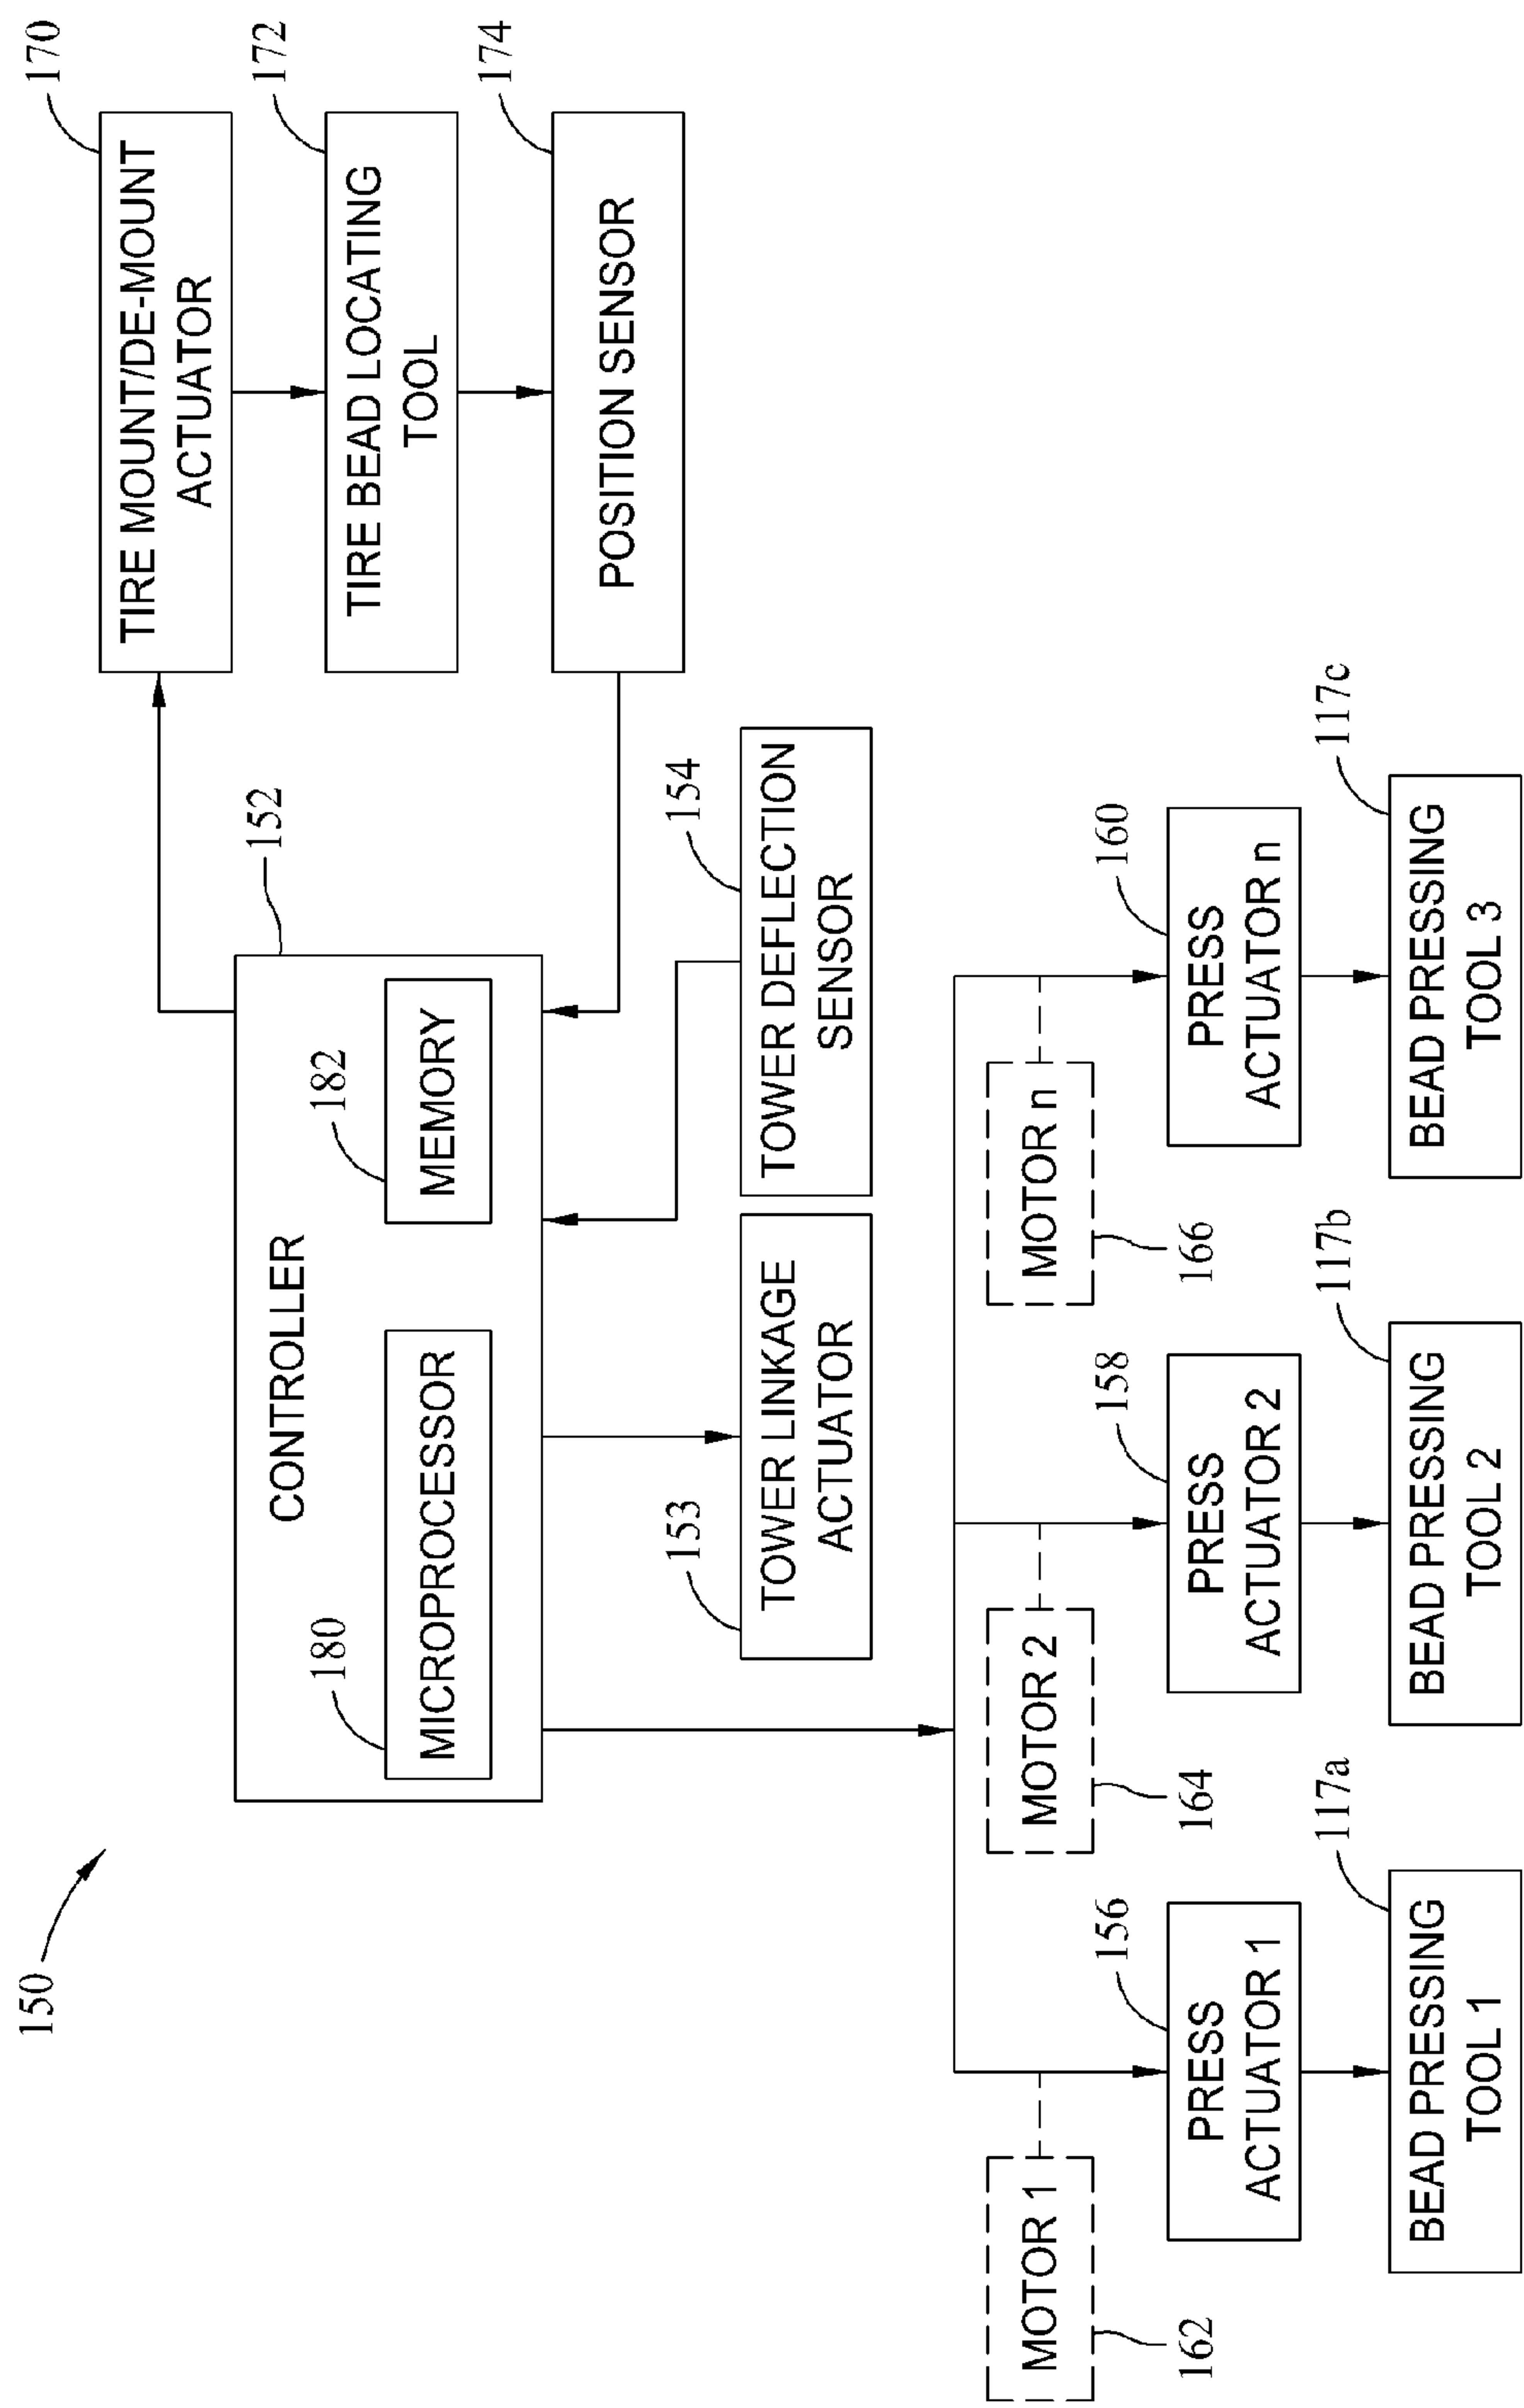 150
CONTROLLER
152
180
MICROPROCESSOR
182
MEMORY
170
TIRE MOUNT/DE-MOUNT
ACTUATOR
172
TIRE BEAD LOCATING
TOOL
174
POSITION SENSOR
153
TOWER LINKAGE
ACTUATOR
154
TOWER DEFLECTION
SENSOR
MOTOR 1
162
MOTOR 2
164
MOTOR n
166
156
PRESS
ACTUATOR 1
158
PRESS
ACTUATOR 2
160
PRESS
ACTUATOR n
117a
BEAD PRESSING
TOOL 1
117b
BEAD PRESSING
TOOL 2
117c
BEAD PRESSING
TOOL 3